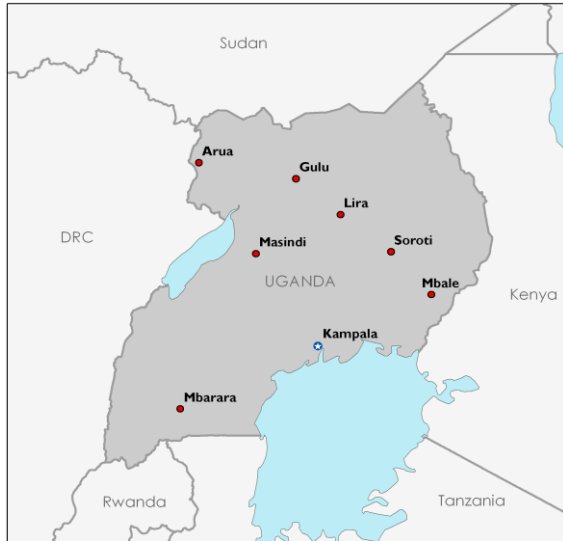 Sudan
Arua
Gulu
Lira
DRC
Masindi
Soroti
UGANDA
Mbale
Kenya
Kampala
Mbarara
Rwanda
Tanzania